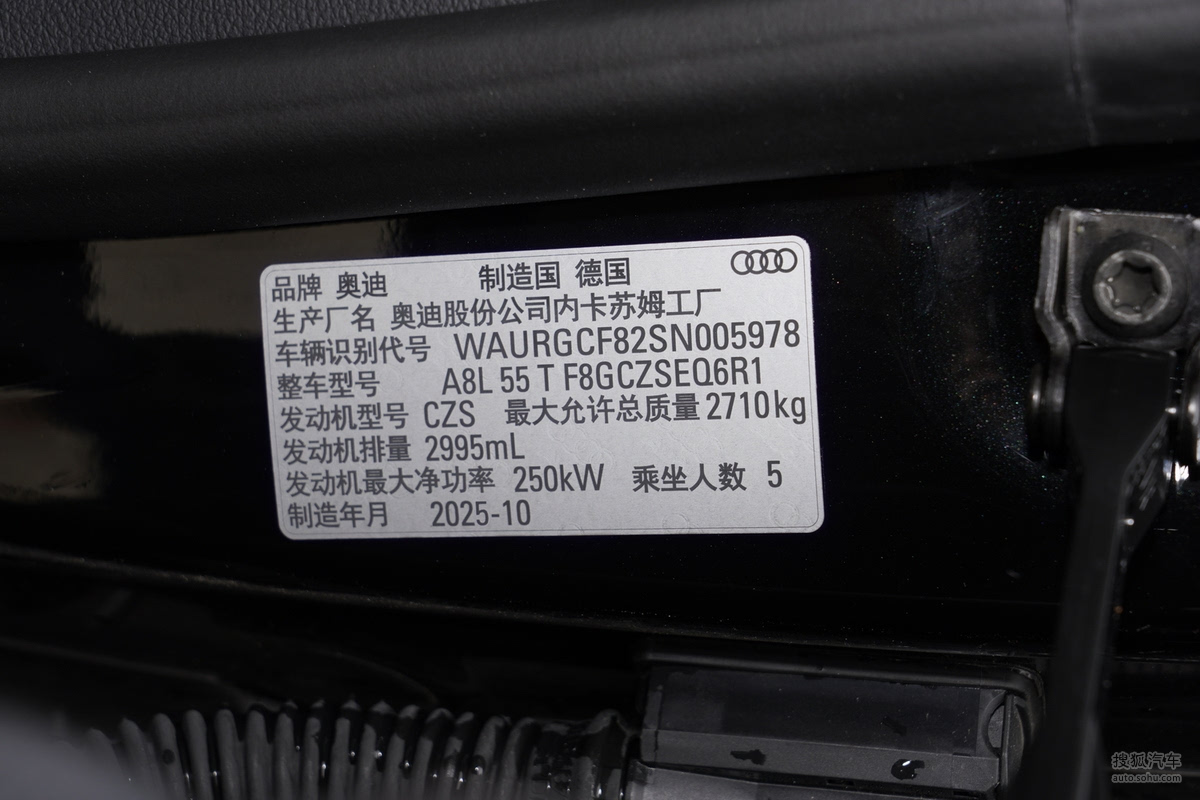 品牌 奥迪 制造国 德国
生产厂名 奥迪股份公司内卡苏姆工厂
车辆识别代号 WAURGCF82SN005978
整车型号 A8L 55 T F8GCZSEQ6R1
发动机型号 CZS 最大允许总质量 2710kg
发动机排量 2995mL
发动机最大净功率 250kW 乘坐人数 5
制造年月 2025-10
搜狐汽车
auto.sohu.com